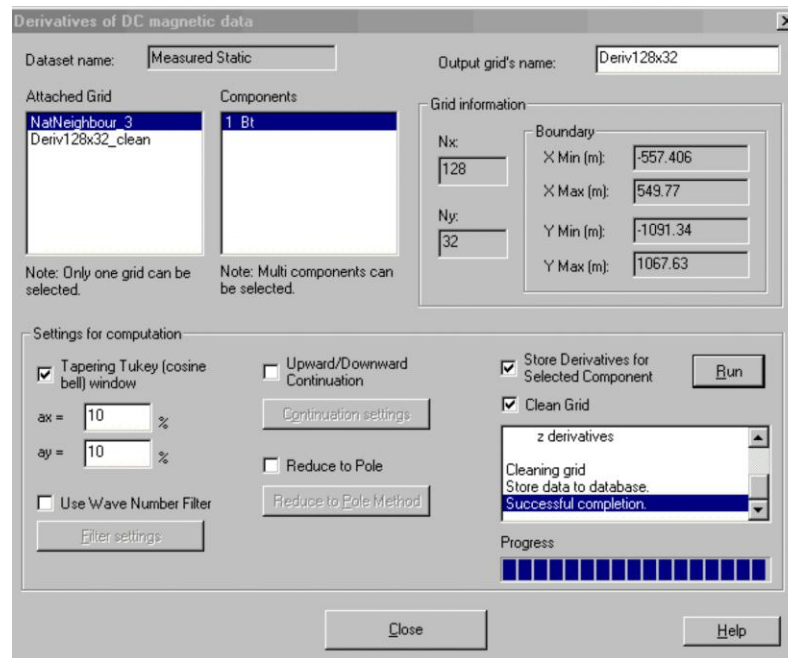 Derivatives of DC magnetic data
Dataset name:
Measured Static
Output grid's name:
Deriv128x32
Attached Grid
NatNeighbour_3
Deriv128x32_clean
Note: Only one grid can be
selected.
Components
1 Bt
Note: Multi components can
be selected.
Grid information
Nx:
128
Ny:
32
Boundary
X Min (m):
-557.406
X Max (m):
549.77
Y Min (m):
-1091.34
Y Max (m):
1067.63
Settings for computation
Tapering Tukey (cosine
bell) window
ax =
10
%
ay =
10
%
Use Wave Number Filter
Filter settings
Upward/Downward
Continuation
Continuation settings
Reduce to Pole
Reduce to Pole Method
Store Derivatives for
Selected Component
Run
Clean Grid
z derivatives
Cleaning grid
Store data to database.
Successful completion.
Progress
Close
Help